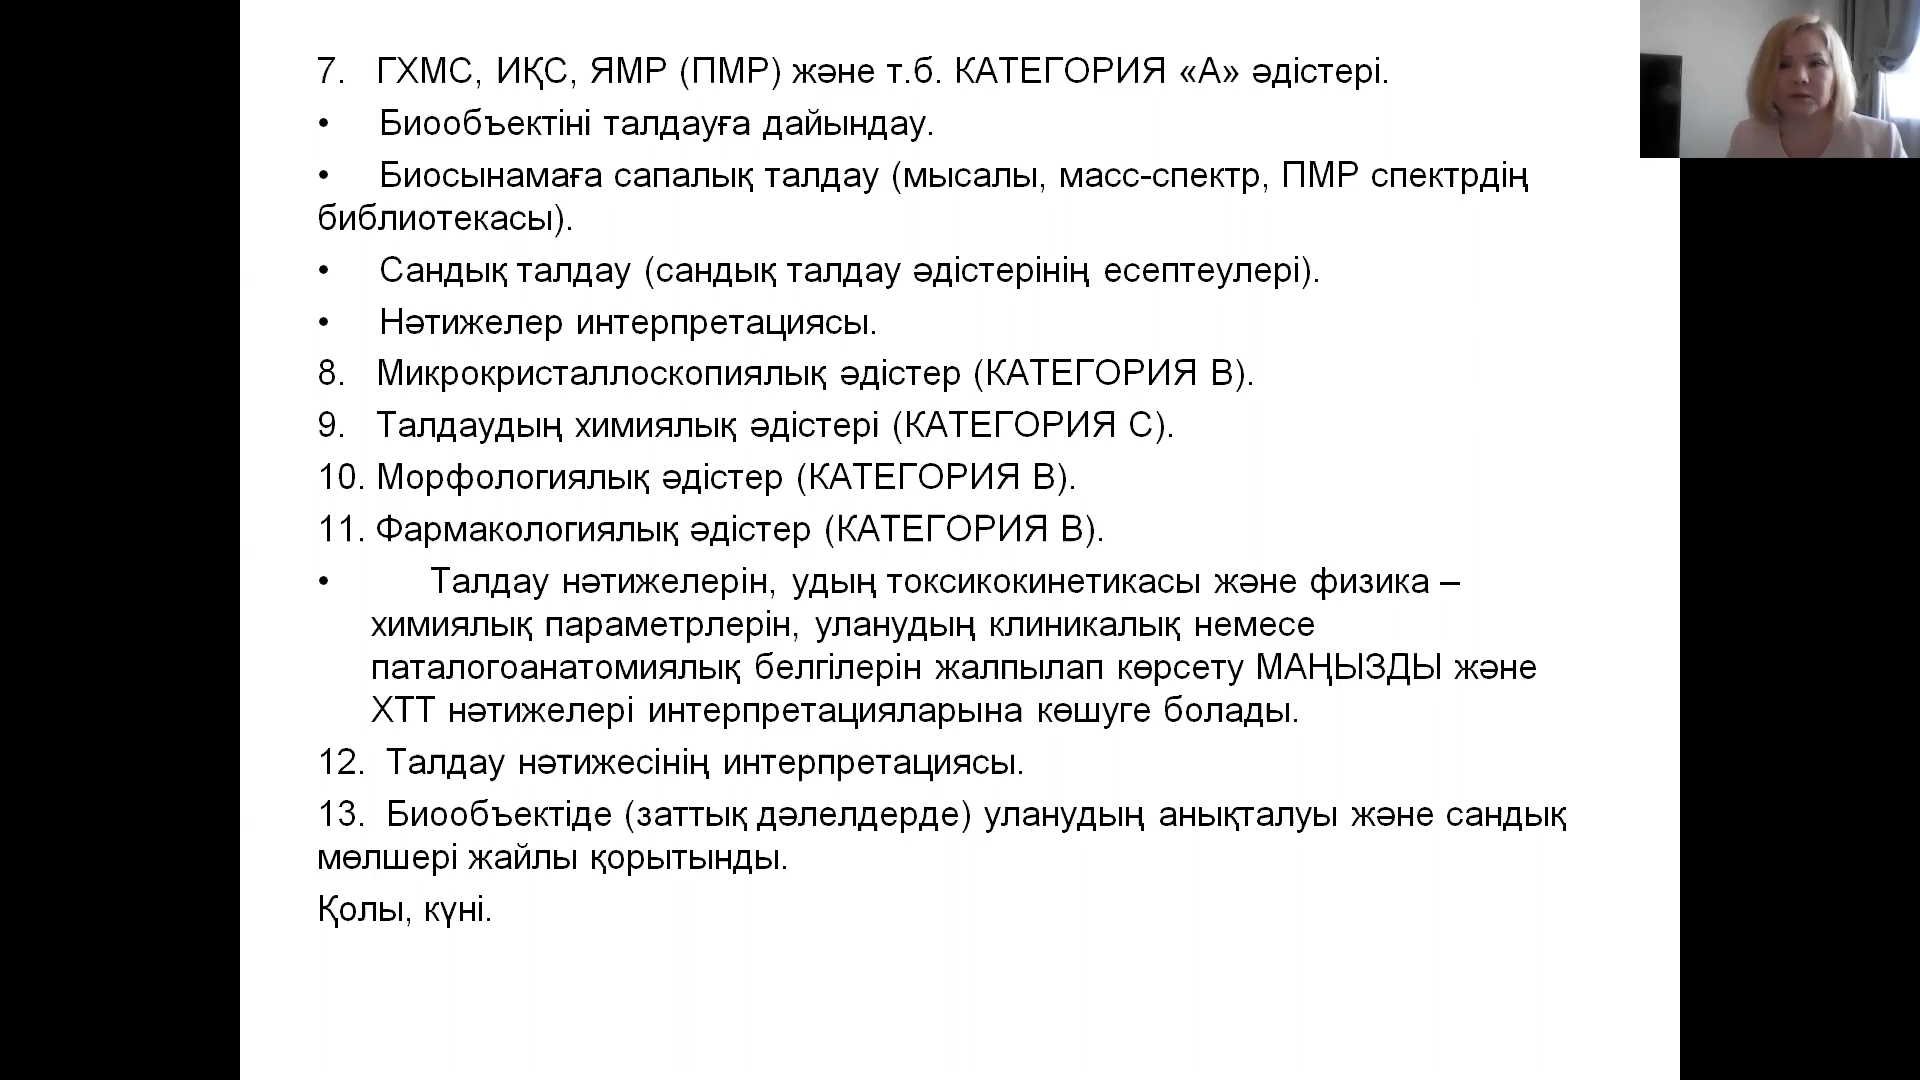 7. ГХМС, ИҚС, ЯМР (ПМР) және т.б. КАТЕГОРИЯ «А» әдістері.
• Биообъектіні талдауға дайындау.
• Биосынамаға сапалық талдау (мысалы, масс-спектр, ПМР спектрдің
библиотекасы).
• Сандық талдау (сандық талдау әдістерінің есептеулері).
• Нәтижелер интерпретациясы.
8. Микрокристаллоскопиялық әдістер (КАТЕГОРИЯ В).
9. Талдаудың химиялық әдістері (КАТЕГОРИЯ С).
10. Морфологиялық әдістер (КАТЕГОРИЯ В).
11. Фармакологиялық әдістер (КАТЕГОРИЯ В).
• Талдау нәтижелерін, удың токсикокинетикасы және физика –
химиялық параметрлерін, уланудың клиникалық немесе
паталогоанатомиялық белгілерін жалпылап көрсету МАҢЫЗДЫ және
ХТТ нәтижелері интерпретацияларына көшуге болады.
12. Талдау нәтижесінің интерпретациясы.
13. Биообъектіде (заттық дәлелдерде) уланудың анықталуы және сандық
мөлшері жайлы қорытынды.
Қолы, күні.